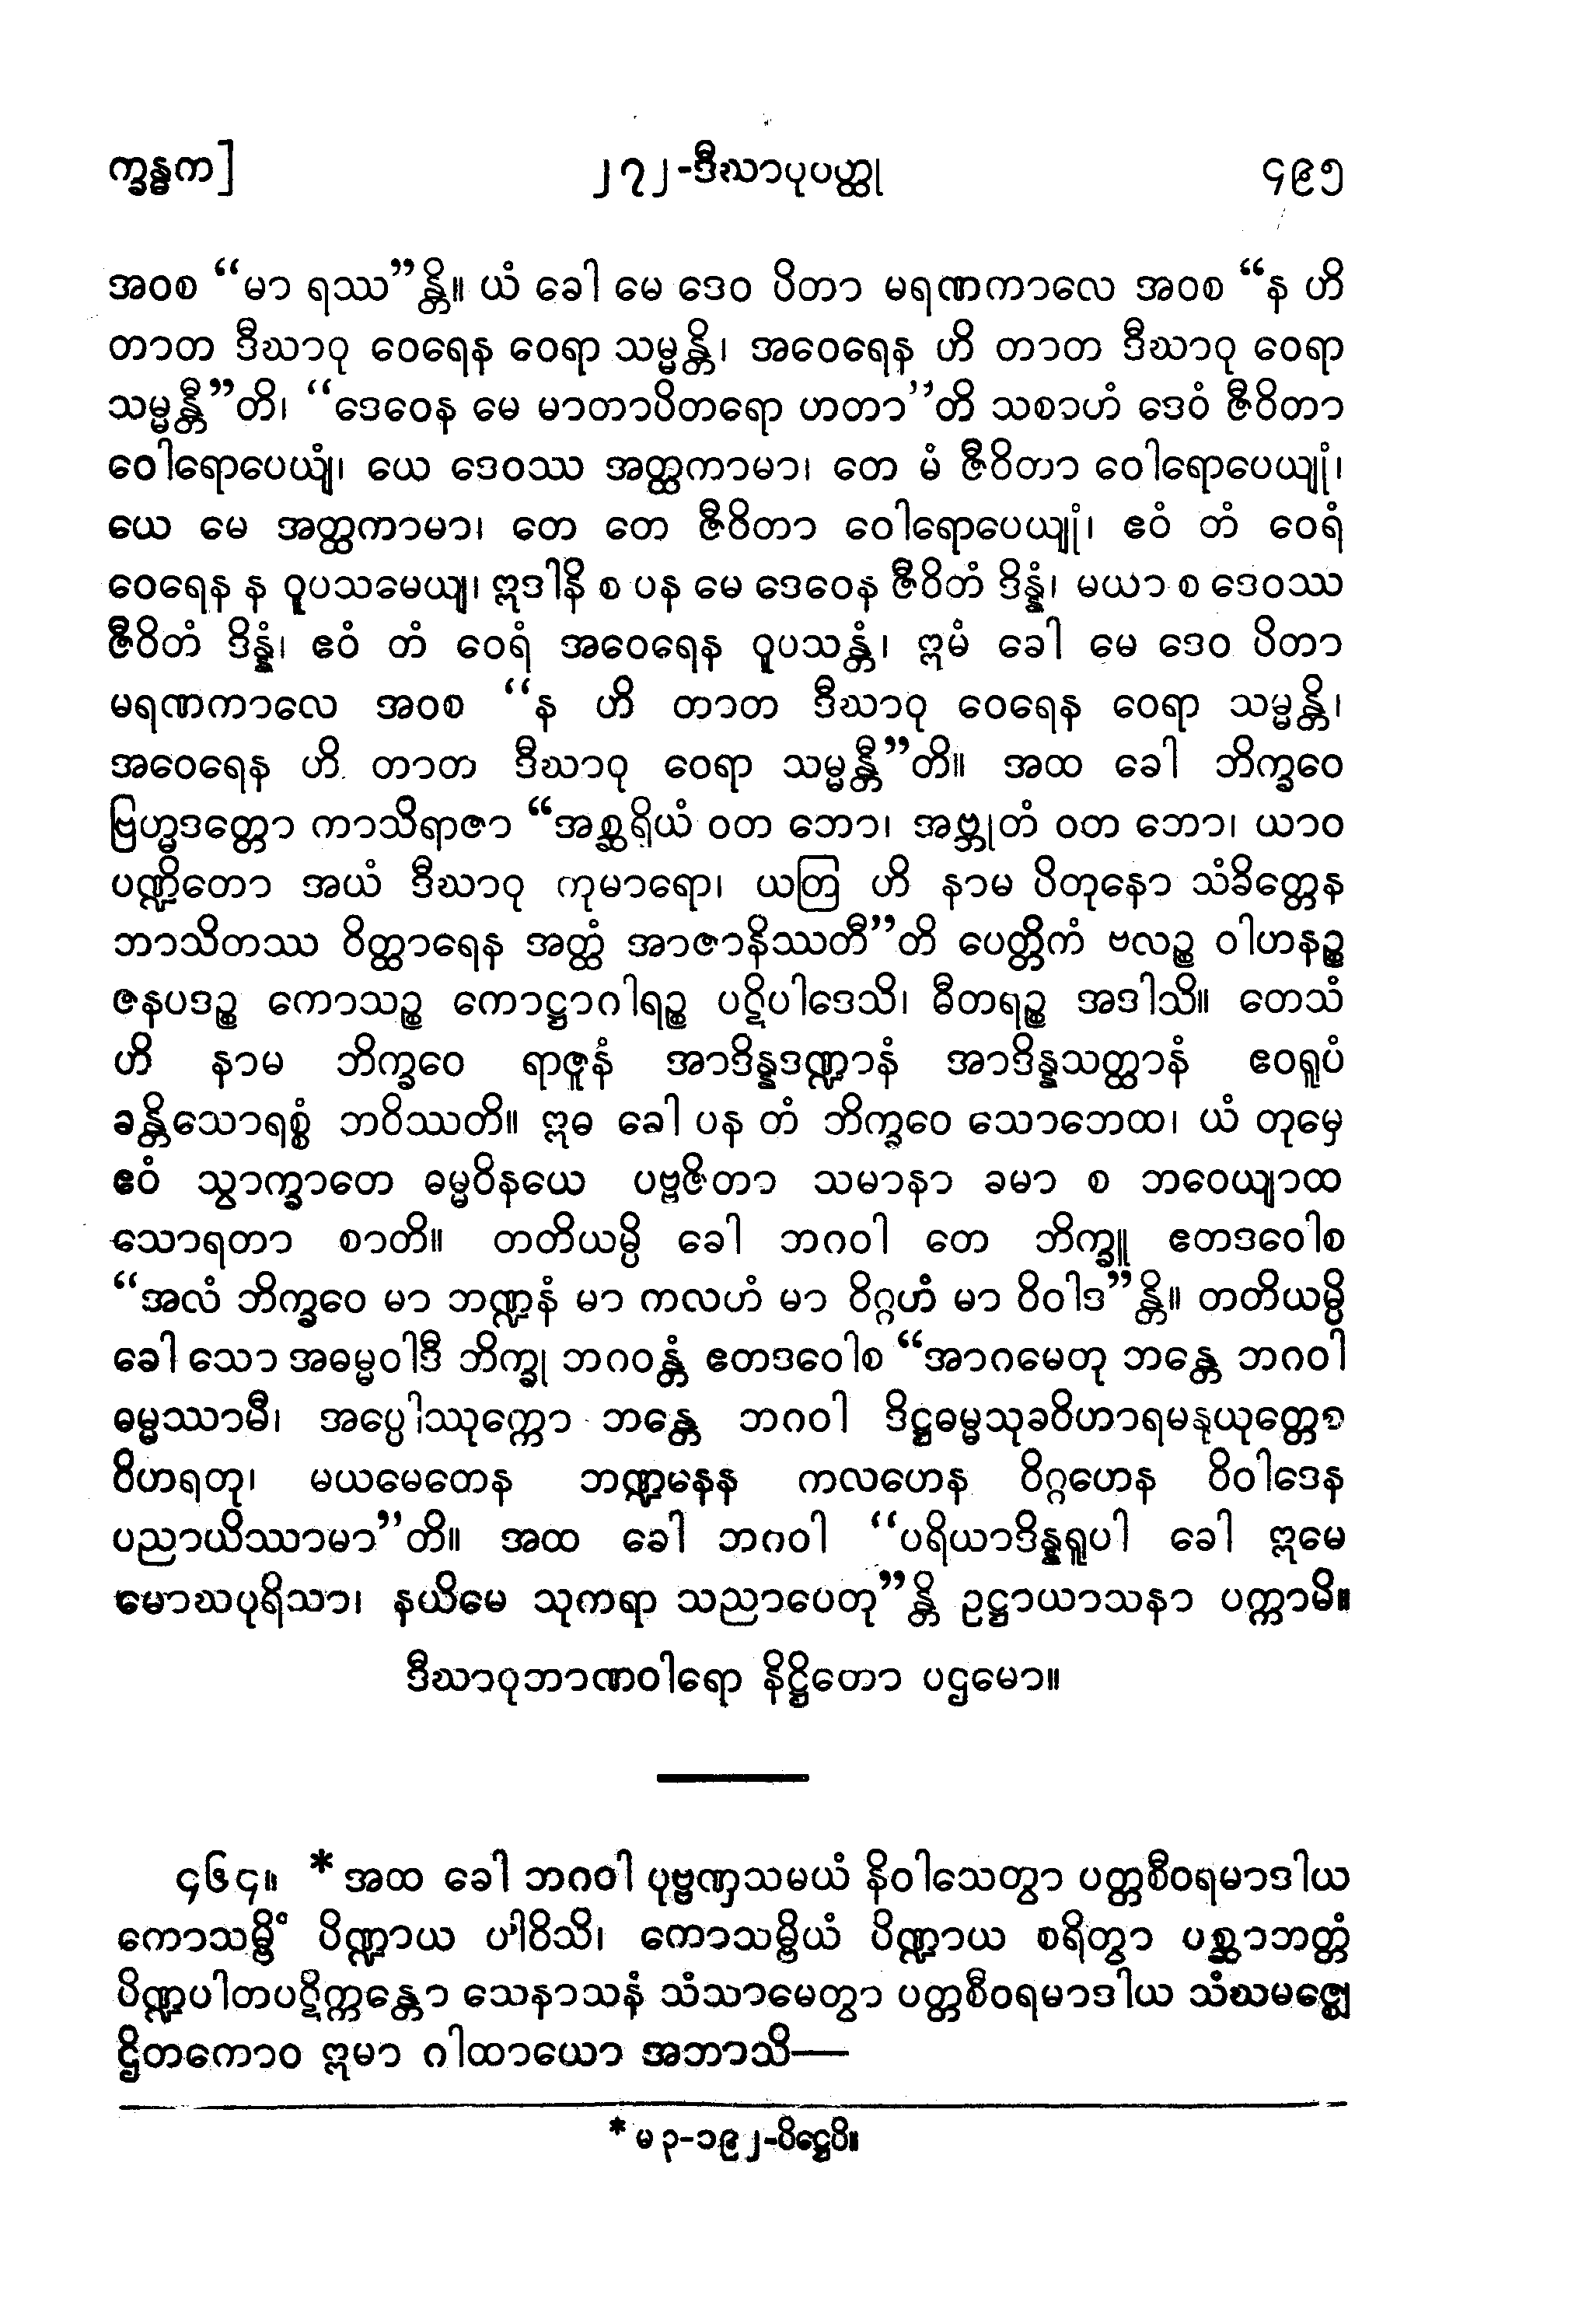 က္ခန္ဓက]
၂၇၂-ဒီဃာပုပတ္ထု
၄၉၅
အဝစ “မာ ရဿ”န္တိ။ ယံ ခေါ မေ ဒေဝ ပိတာ မရဏကာလေ အဝစ “န ဟိ
တာတ ဒီဃာဝု ဝေရေန ဝေရာ သမ္မန္တိ၊ အဝေရေန ဟိ တာတ ဒီဃာဝု ဝေရာ
သမ္မန္တီ”တိ၊ “ဒေဝေန မေ မာတာပိတရော ဟတာ”တိ သစာဟံ ဒေဝံ ဇီဝိတာ
ဝေါရောပေယျံ၊ ယေ ဒေဝဿ အတ္ထကာမာ၊ တေ မံ ဇီဝိတာ ဝေါရောပေယျုံ၊
ယေ မေ အတ္ထကာမာ၊ တေ တေ ဇီဝိတာ ဝေါရောပေယျုံ၊ ဧဝံ တံ ဝေရံ
ဝေရေန န ဝူပသမေယျ၊ ဣဒါနိ စ ပန မေ ဒေဝေန ဇီဝိတံ ဒိန္နံ၊ မယာ စ ဒေဝဿ
ဇီဝိတံ ဒိန္နံ၊ ဧဝံ တံ ဝေရံ အဝေရေန ဝူပသန္တံ၊ ဣမံ ခေါ မေ ဒေဝ ပိတာ
မရဏကာလေ အဝစ “န ဟိ တာတ ဒီဃာဝု ဝေရေန ဝေရာ သမ္မန္တိ၊
အဝေရေန ဟိ တာတ ဒီဃာဝု ဝေရာ သမ္မန္တီ”တိ။ အထ ခေါ ဘိက္ခဝေ
ဗြဟ္မဒတ္တော ကာသိရာဇာ “အစ္ဆရိယံ ဝတ ဘော၊ အဗ္ဘုတံ ဝတ ဘော၊ ယာဝ
ပဏ္ဍိတော အယံ ဒီဃာဝု ကုမာရော၊ ယတြ ဟိ နာမ ပိတုနော သံခိတ္တေန
ဘာသိတဿ ဝိတ္ထာရေန အတ္ထံ အာဇာနိဿတီ”တိ ပေတ္တိကံ ဗလဉ္စ ဝါဟနဉ္စ
ဇနပဒဉ္စ ကောသဉ္စ ကောဋ္ဌာဂါရဉ္စ ပဋိပါဒေသိ၊ ဓီတရဉ္စ အဒါသိ။ တေသံ
ဟိ နာမ ဘိက္ခဝေ ရာဇူနံ အာဒိန္နဒဏ္ဍာနံ အာဒိန္နသတ္ထာနံ ဧဝရူပံ
ခန္တိသောရစ္စံ ဘဝိဿတိ။ ဣဓ ခေါ ပန တံ ဘိက္ခဝေ သောဘေထ၊ ယံ တုမှေ
ဧဝံ သွာက္ခာတေ ဓမ္မဝိနယေ ပဗ္ဗဇိတာ သမာနာ ခမာ စ ဘဝေယျာထ
သောရတာ စာတိ။ တတိယမ္ပိ ခေါ ဘဂဝါ တေ ဘိက္ခူ ဧတဒဝေါစ
“အလံ ဘိက္ခဝေ မာ ဘဏ္ဍနံ မာ ကလဟံ မာ ဝိဂ္ဂဟံ မာ ဝိဝါဒ”န္တိ။ တတိယမ္ပိ
ခေါ သော အဓမ္မဝါဒီ ဘိက္ခု ဘဂဝန္တံ ဧတဒဝေါစ “အာဂမေတု ဘန္တေ ဘဂဝါ
ဓမ္မဿာမီ၊ အပ္ပေါဿုက္ကော ဘန္တေ ဘဂဝါ ဒိဋ္ဌဓမ္မသုခဝိဟာရမနုယုတ္တော
ဝိဟရတု၊ မယမေတေန ဘဏ္ဍနေန ကလဟေန ဝိဂ္ဂဟေန ဝိဝါဒေန
ပညာယိဿာမာ”တိ။ အထ ခေါ ဘဂဝါ “ပရိယာဒိန္နရူပါ ခေါ ဣမေ
မောဃပုရိသာ၊ နယိမေ သုကရာ သညာပေတု”န္တိ ဥဋ္ဌာယာသနာ ပက္ကာမိ။
ဒီဃာဝုဘာဏဝါရော နိဋ္ဌိတော ပဌမော။
၄၆၄။ * အထ ခေါ ဘဂဝါ ပုဗ္ဗဏှသမယံ နိဝါသေတွာ ပတ္တစီဝရမာဒါယ
ကောသမ္ဗိံ ပိဏ္ဍာယ ပါဝိသိ၊ ကောသမ္ဗိယံ ပိဏ္ဍာယ စရိတွာ ပစ္ဆာဘတ္တံ
ပိဏ္ဍပါတပဋိက္ကန္တော သေနာသနံ သံသာမေတွာ ပတ္တစီဝရမာဒါယ သံဃမဇ္ဈေ
ဌိတကောဝ ဣမာ ဂါထာယော အဘာသိ—
* မ ၃-၁၉၂-ပိဋ္ဌေပိ။